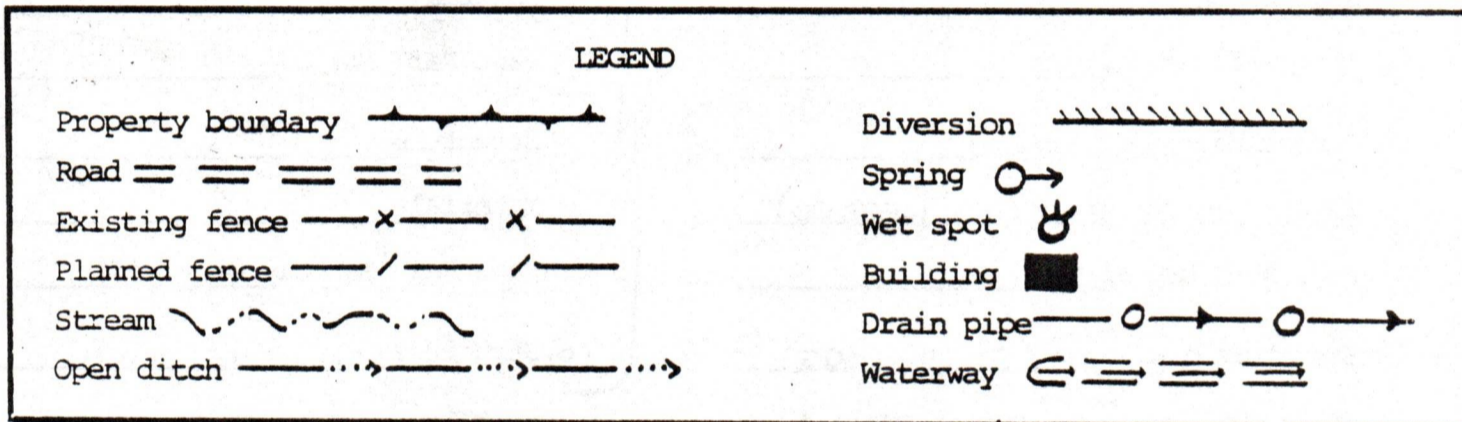 LEGEND
Property boundary
Road
Existing fence
Planned fence
Stream
Open ditch
Diversion
Spring
Wet spot
Building
Drain pipe
Waterway